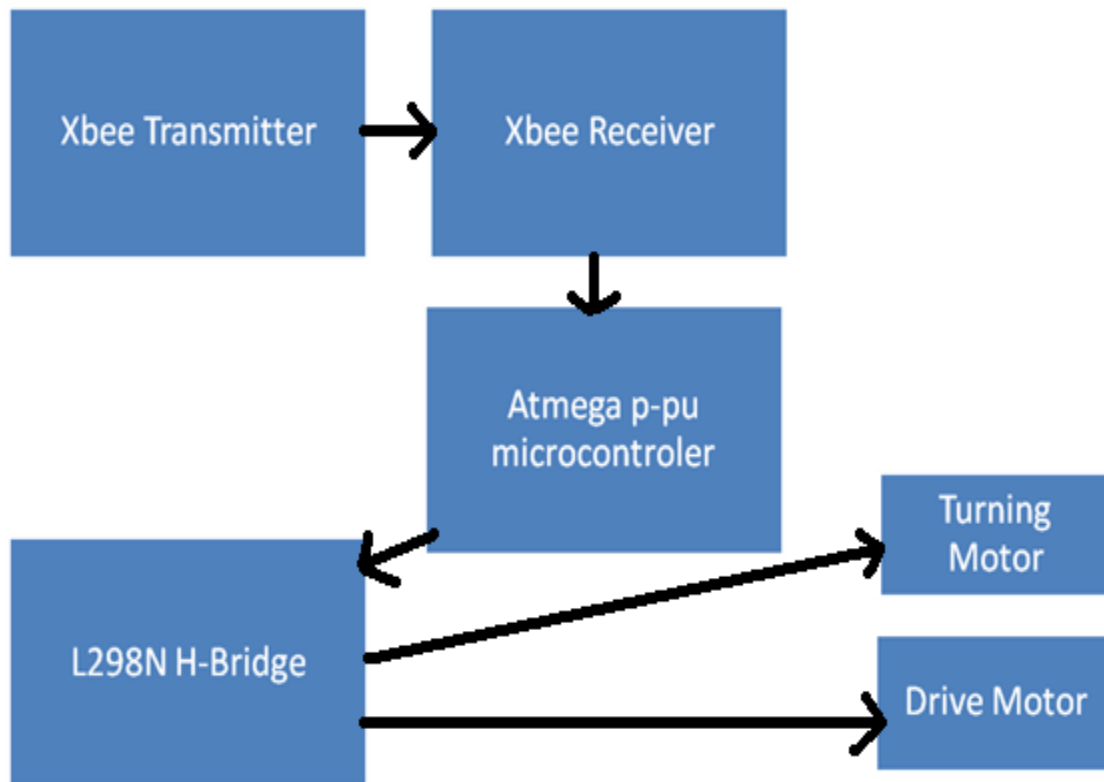 Xbee Transmitter
Xbee Receiver
Atmega p-pu
microcontroler
Turning
Motor
L298N H-Bridge
Drive Motor